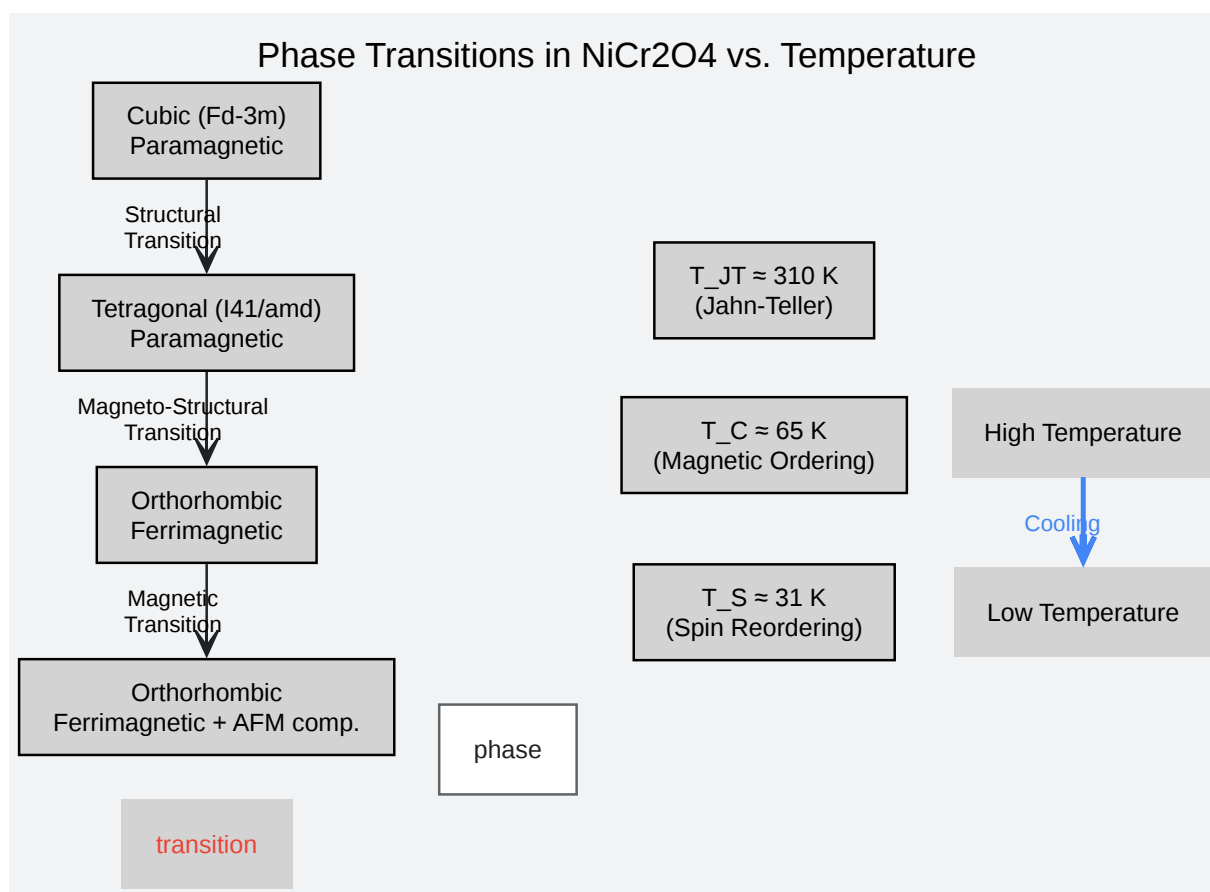 Phase Transitions in NiCr2O4 vs. Temperature
Cubic (Fd-3m)
Paramagnetic
Structural
Transition
Tetragonal (I41/amd)
Paramagnetic
Magneto-Structural
Transition
Orthorhombic
Ferrimagnetic
Magnetic
Transition
Orthorhombic
Ferrimagnetic + AFM comp.
transition
phase
T_JT ≈ 310 K
(Jahn-Teller)
T_C ≈ 65 K
(Magnetic Ordering)
T_S ≈ 31 K
(Spin Reordering)
High Temperature
Cooling
Low Temperature